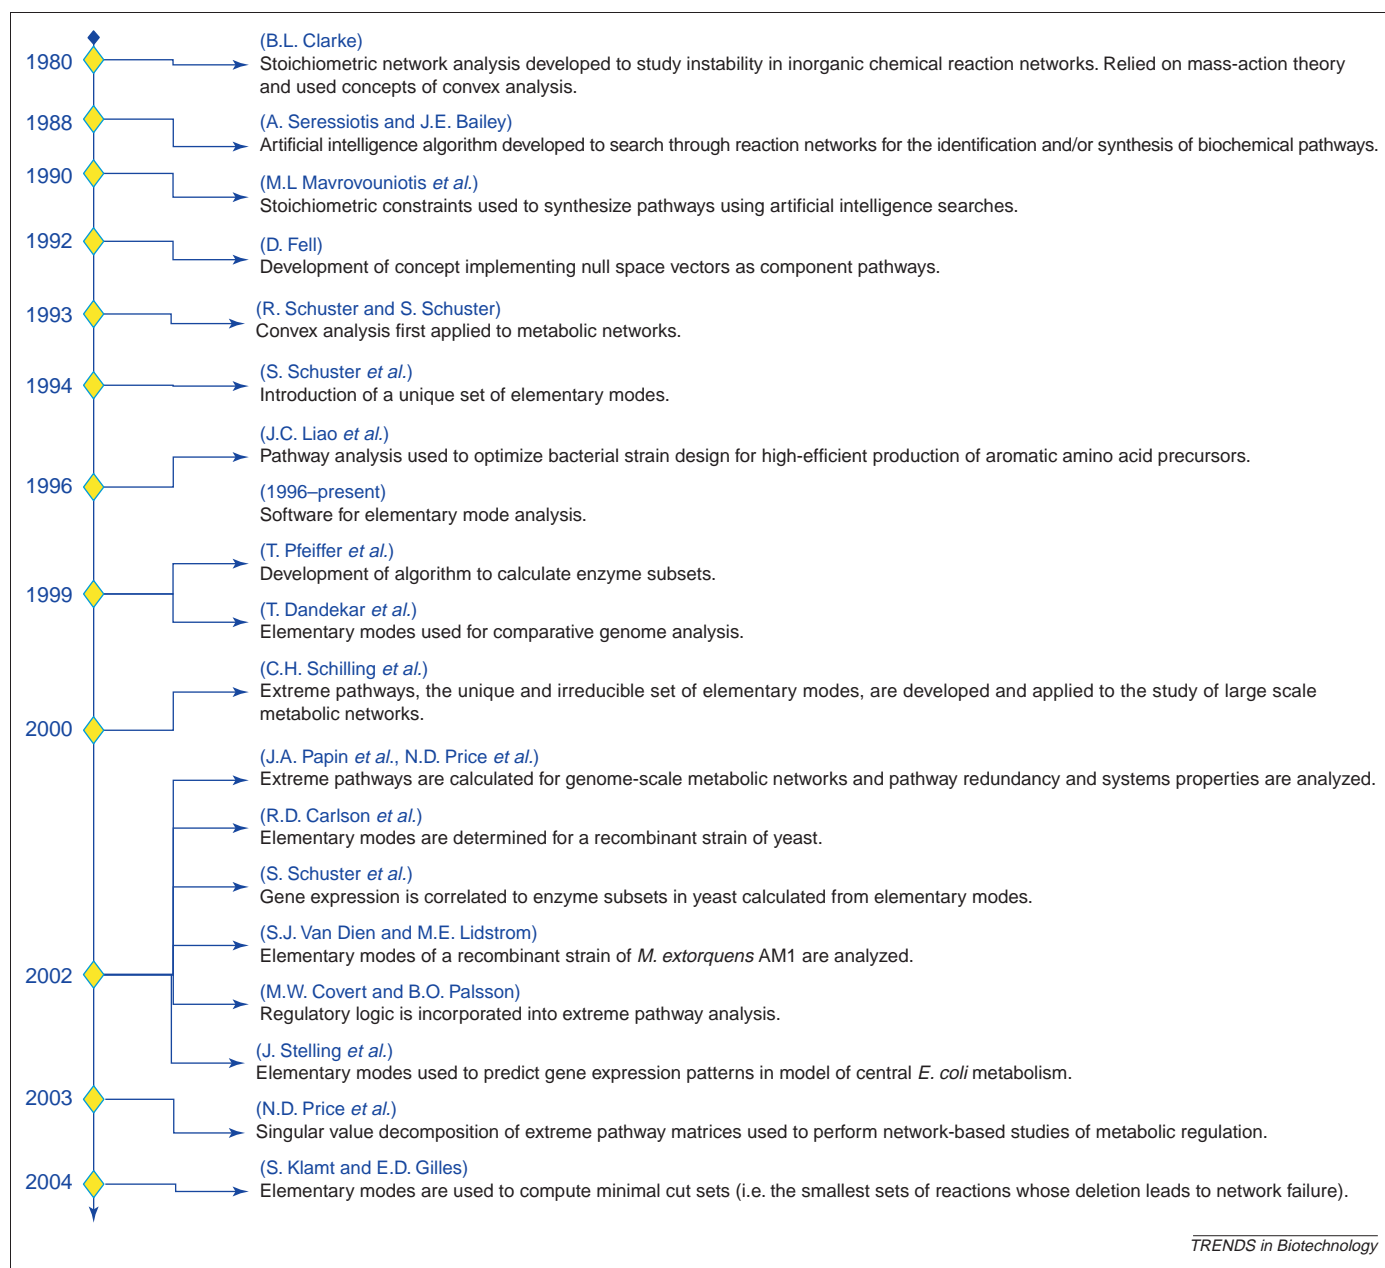 1980
(B.L. Clarke)
Stoichiometric network analysis developed to study instability in inorganic chemical reaction networks. Relied on mass-action theory
and used concepts of convex analysis.
1988
(A. Seressiotis and J.E. Bailey)
Artificial intelligence algorithm developed to search through reaction networks for the identification and/or synthesis of biochemical pathways.
1990
(M.L Mavrovouniotis et al.)
Stoichiometric constraints used to synthesize pathways using artificial intelligence searches.
1992
(D. Fell)
Development of concept implementing null space vectors as component pathways.
1993
(R. Schuster and S. Schuster)
Convex analysis first applied to metabolic networks.
1994
(S. Schuster et al.)
Introduction of a unique set of elementary modes.
1996
(J.C. Liao et al.)
Pathway analysis used to optimize bacterial strain design for high-efficient production of aromatic amino acid precursors.
(1996–present)
Software for elementary mode analysis.
1999
(T. Pfeiffer et al.)
Development of algorithm to calculate enzyme subsets.
(T. Dandekar et al.)
Elementary modes used for comparative genome analysis.
2000
(C.H. Schilling et al.)
Extreme pathways, the unique and irreducible set of elementary modes, are developed and applied to the study of large scale
metabolic networks.
2002
(J.A. Papin et al., N.D. Price et al.)
Extreme pathways are calculated for genome-scale metabolic networks and pathway redundancy and systems properties are analyzed.
(R.D. Carlson et al.)
Elementary modes are determined for a recombinant strain of yeast.
(S. Schuster et al.)
Gene expression is correlated to enzyme subsets in yeast calculated from elementary modes.
(S.J. Van Dien and M.E. Lidstrom)
Elementary modes of a recombinant strain of M. extorquens AM1 are analyzed.
(M.W. Covert and B.O. Palsson)
Regulatory logic is incorporated into extreme pathway analysis.
(J. Stelling et al.)
Elementary modes used to predict gene expression patterns in model of central E. coli metabolism.
2003
(N.D. Price et al.)
Singular value decomposition of extreme pathway matrices used to perform network-based studies of metabolic regulation.
2004
(S. Klamt and E.D. Gilles)
Elementary modes are used to compute minimal cut sets (i.e. the smallest sets of reactions whose deletion leads to network failure).
TRENDS in Biotechnology